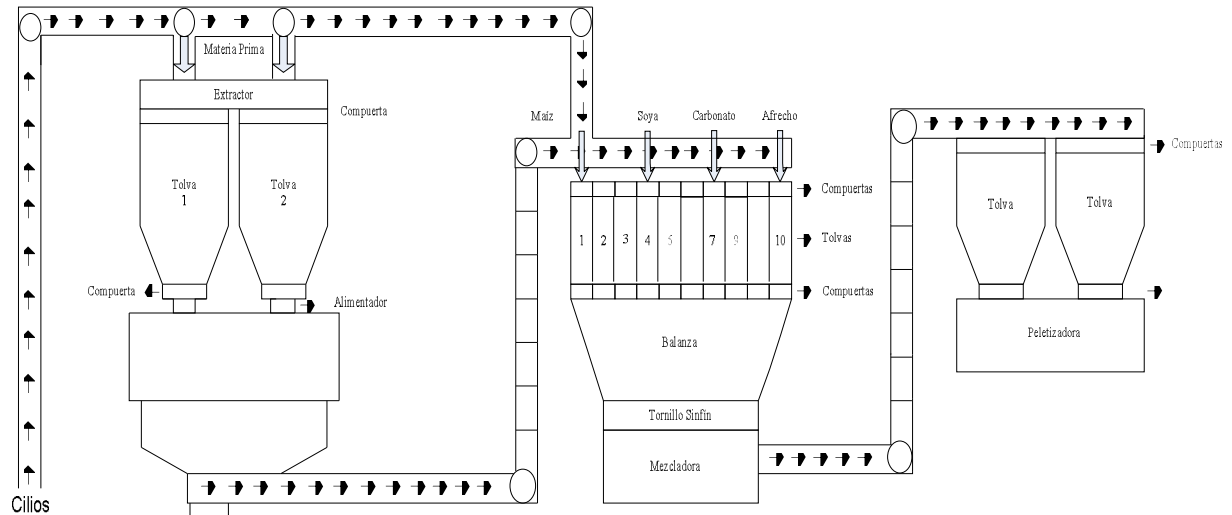 Materia Prima
Extractor
Compuerta
Tolva
1
Tolva
2
Compuerta
Alimentador
Cilios
Maíz
Soya
Carbonato
Afrecho
Compuertas
1 2 3 4 5 7 9 10
Tolvas
Compuertas
Balanza
Tornillo Sinfín
Mezcladora
Compuertas
Tolva
Tolva
Peletizadora